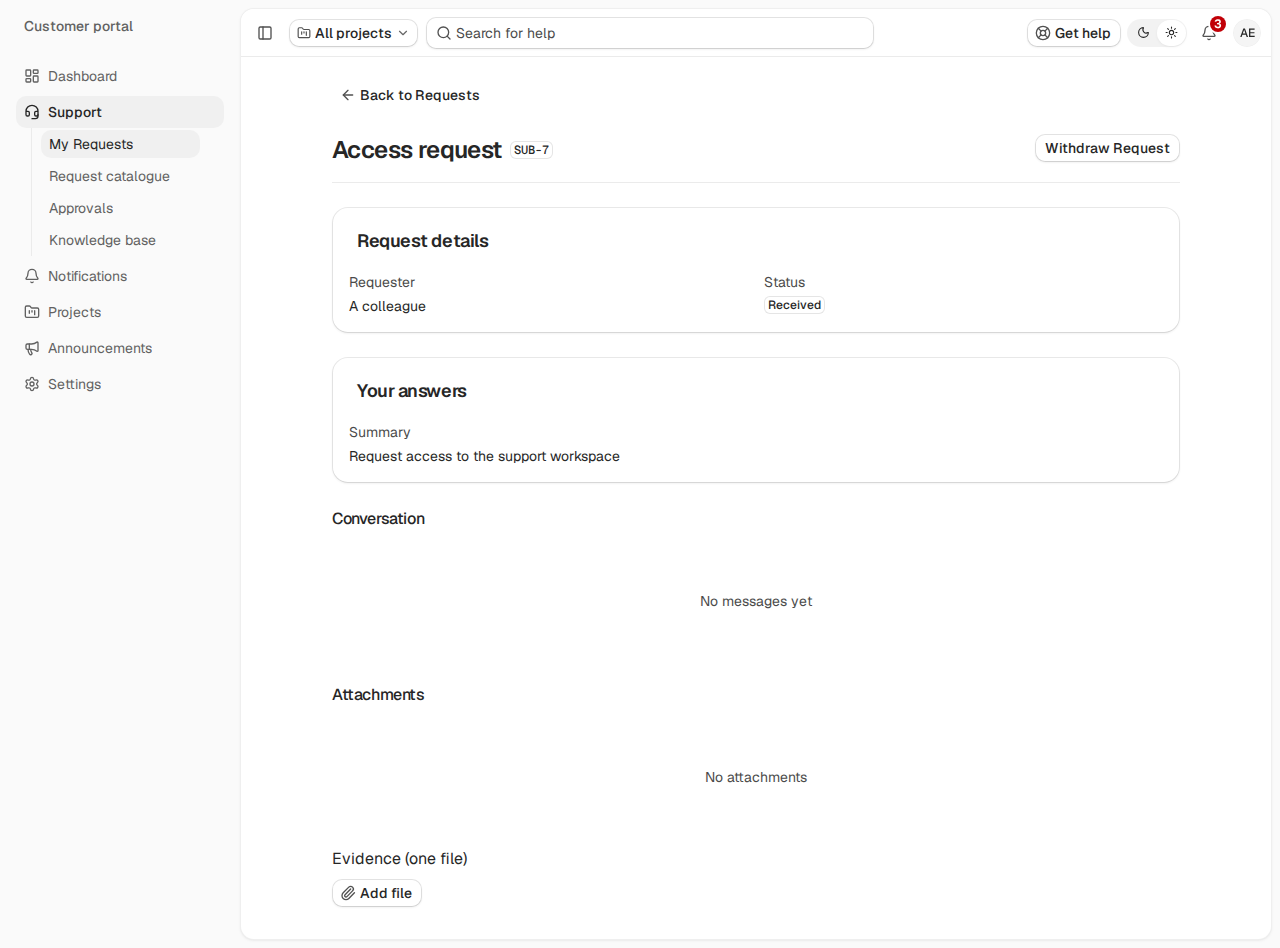 Customer portal
Dashboard
Support
My Requests
Request catalogue
Approvals
Knowledge base
Notifications
Projects
Announcements
Settings
All projects
Search for help
Get help
3
AE
Back to Requests
Access request SUB-7
Withdraw Request
Request details
Requester
A colleague
Status
Received
Your answers
Summary
Request access to the support workspace
Conversation
No messages yet
Attachments
No attachments
Evidence (one file)
Add file